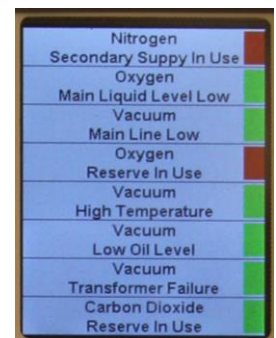 Nitrogen
Secondary Suppy In Use
Oxygen
Main Liquid Level Low
Vacuum
Main Line Low
Oxygen
Reserve In Use
Vacuum
High Temperature
Vacuum
Low Oil Level
Vacuum
Transformer Failure
Carbon Dioxide
Reserve In Use